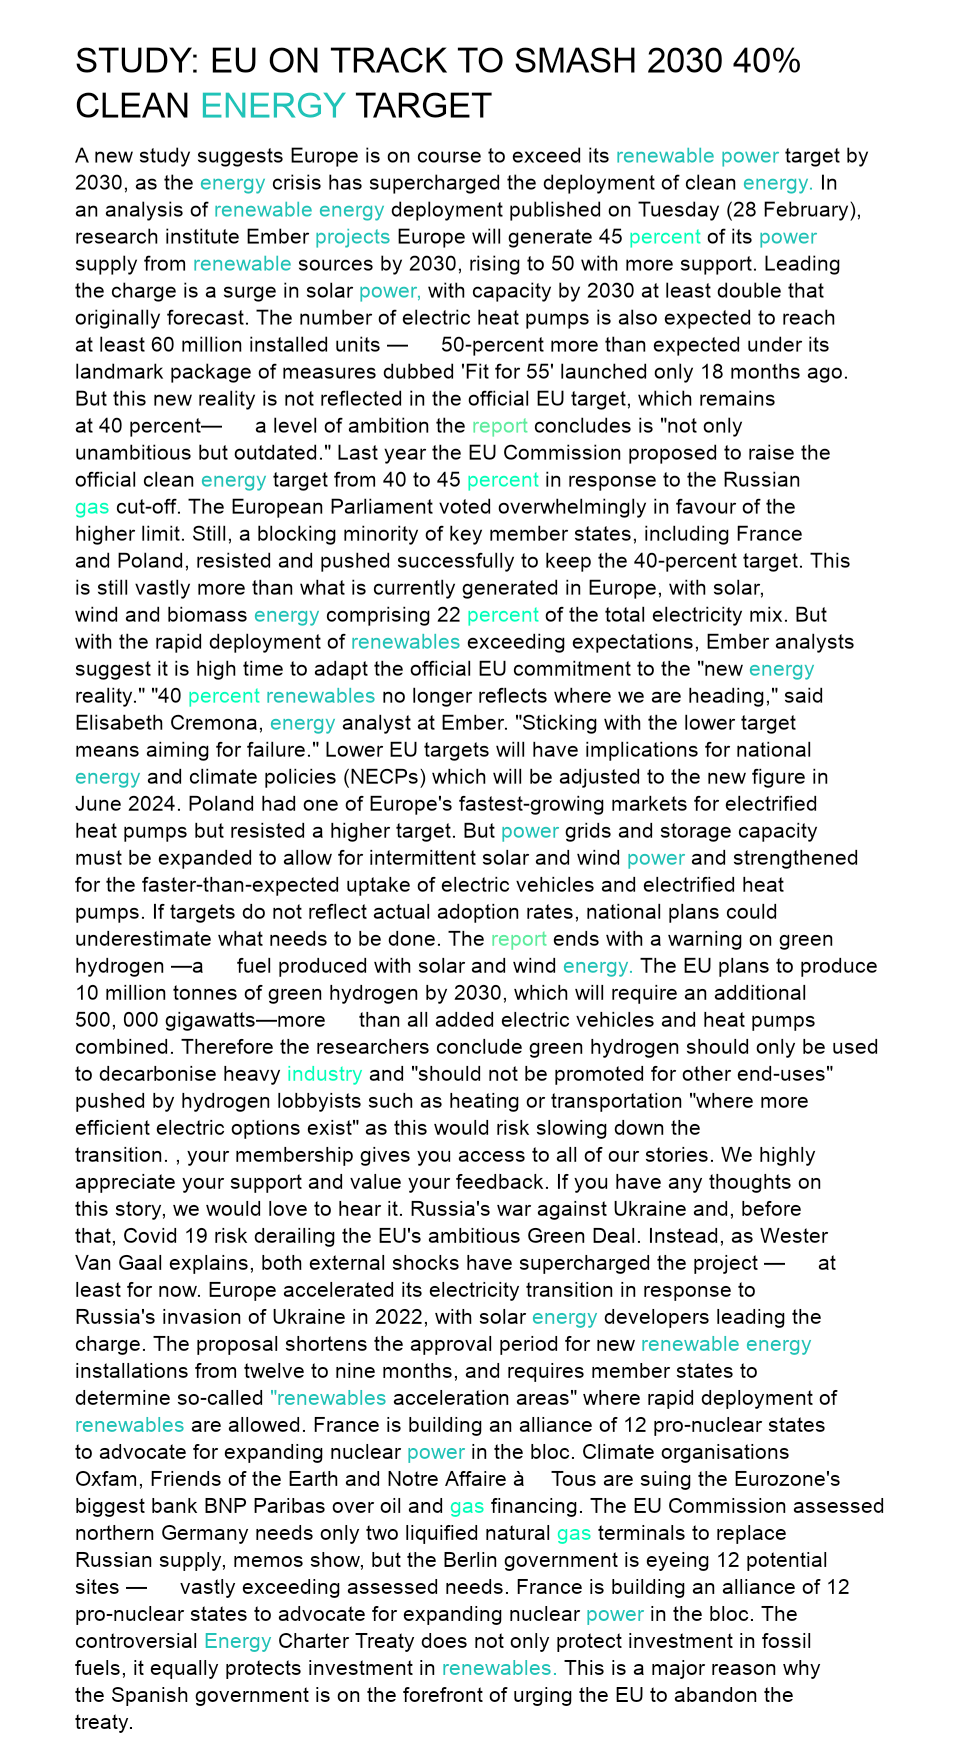 STUDY: EU ON TRACK TO SMASH 2030 40%
CLEAN ENERGY TARGET
A new study suggests Europe is on course to exceed its renewable power target by
2030, as the energy crisis has supercharged the deployment of clean energy. In
an analysis of renewable energy deployment published on Tuesday (28 February),
research institute Ember projects Europe will generate 45 percent of its power
supply from renewable sources by 2030, rising to 50 with more support. Leading
the charge is a surge in solar power, with capacity by 2030 at least double that
originally forecast. The number of electric heat pumps is also expected to reach
at least 60 million installed units — 50-percent more than expected under its
landmark package of measures dubbed 'Fit for 55' launched only 18 months ago.
But this new reality is not reflected in the official EU target, which remains
at 40 percent— a level of ambition the report concludes is "not only
unambitious but outdated." Last year the EU Commission proposed to raise the
official clean energy target from 40 to 45 percent in response to the Russian
gas cut-off. The European Parliament voted overwhelmingly in favour of the
higher limit. Still, a blocking minority of key member states, including France
and Poland, resisted and pushed successfully to keep the 40-percent target. This
is still vastly more than what is currently generated in Europe, with solar,
wind and biomass energy comprising 22 percent of the total electricity mix. But
with the rapid deployment of renewables exceeding expectations, Ember analysts
suggest it is high time to adapt the official EU commitment to the "new energy
reality." "40 percent renewables no longer reflects where we are heading," said
Elisabeth Cremona, energy analyst at Ember. "Sticking with the lower target
means aiming for failure." Lower EU targets will have implications for national
energy and climate policies (NECPs) which will be adjusted to the new figure in
June 2024. Poland had one of Europe's fastest-growing markets for electrified
heat pumps but resisted a higher target. But power grids and storage capacity
must be expanded to allow for intermittent solar and wind power and strengthened
for the faster-than-expected uptake of electric vehicles and electrified heat
pumps. If targets do not reflect actual adoption rates, national plans could
underestimate what needs to be done. The report ends with a warning on green
hydrogen —a fuel produced with solar and wind energy. The EU plans to produce
10 million tonnes of green hydrogen by 2030, which will require an additional
500, 000 gigawatts—more than all added electric vehicles and heat pumps
combined. Therefore the researchers conclude green hydrogen should only be used
to decarbonise heavy industry and "should not be promoted for other end-uses"
pushed by hydrogen lobbyists such as heating or transportation "where more
efficient electric options exist" as this would risk slowing down the
transition. , your membership gives you access to all of our stories. We highly
appreciate your support and value your feedback. If you have any thoughts on
this story, we would love to hear it. Russia's war against Ukraine and, before
that, Covid 19 risk derailing the EU's ambitious Green Deal. Instead, as Wester
Van Gaal explains, both external shocks have supercharged the project — at
least for now. Europe accelerated its electricity transition in response to
Russia's invasion of Ukraine in 2022, with solar energy developers leading the
charge. The proposal shortens the approval period for new renewable energy
installations from twelve to nine months, and requires member states to
determine so-called "renewables acceleration areas" where rapid deployment of
renewables are allowed. France is building an alliance of 12 pro-nuclear states
to advocate for expanding nuclear power in the bloc. Climate organisations
Oxfam, Friends of the Earth and Notre Affaire à Tous are suing the Eurozone's
biggest bank BNP Paribas over oil and gas financing. The EU Commission assessed
northern Germany needs only two liquified natural gas terminals to replace
Russian supply, memos show, but the Berlin government is eyeing 12 potential
sites — vastly exceeding assessed needs. France is building an alliance of 12
pro-nuclear states to advocate for expanding nuclear power in the bloc. The
controversial Energy Charter Treaty does not only protect investment in fossil
fuels, it equally protects investment in renewables. This is a major reason why
the Spanish government is on the forefront of urging the EU to abandon the
treaty.